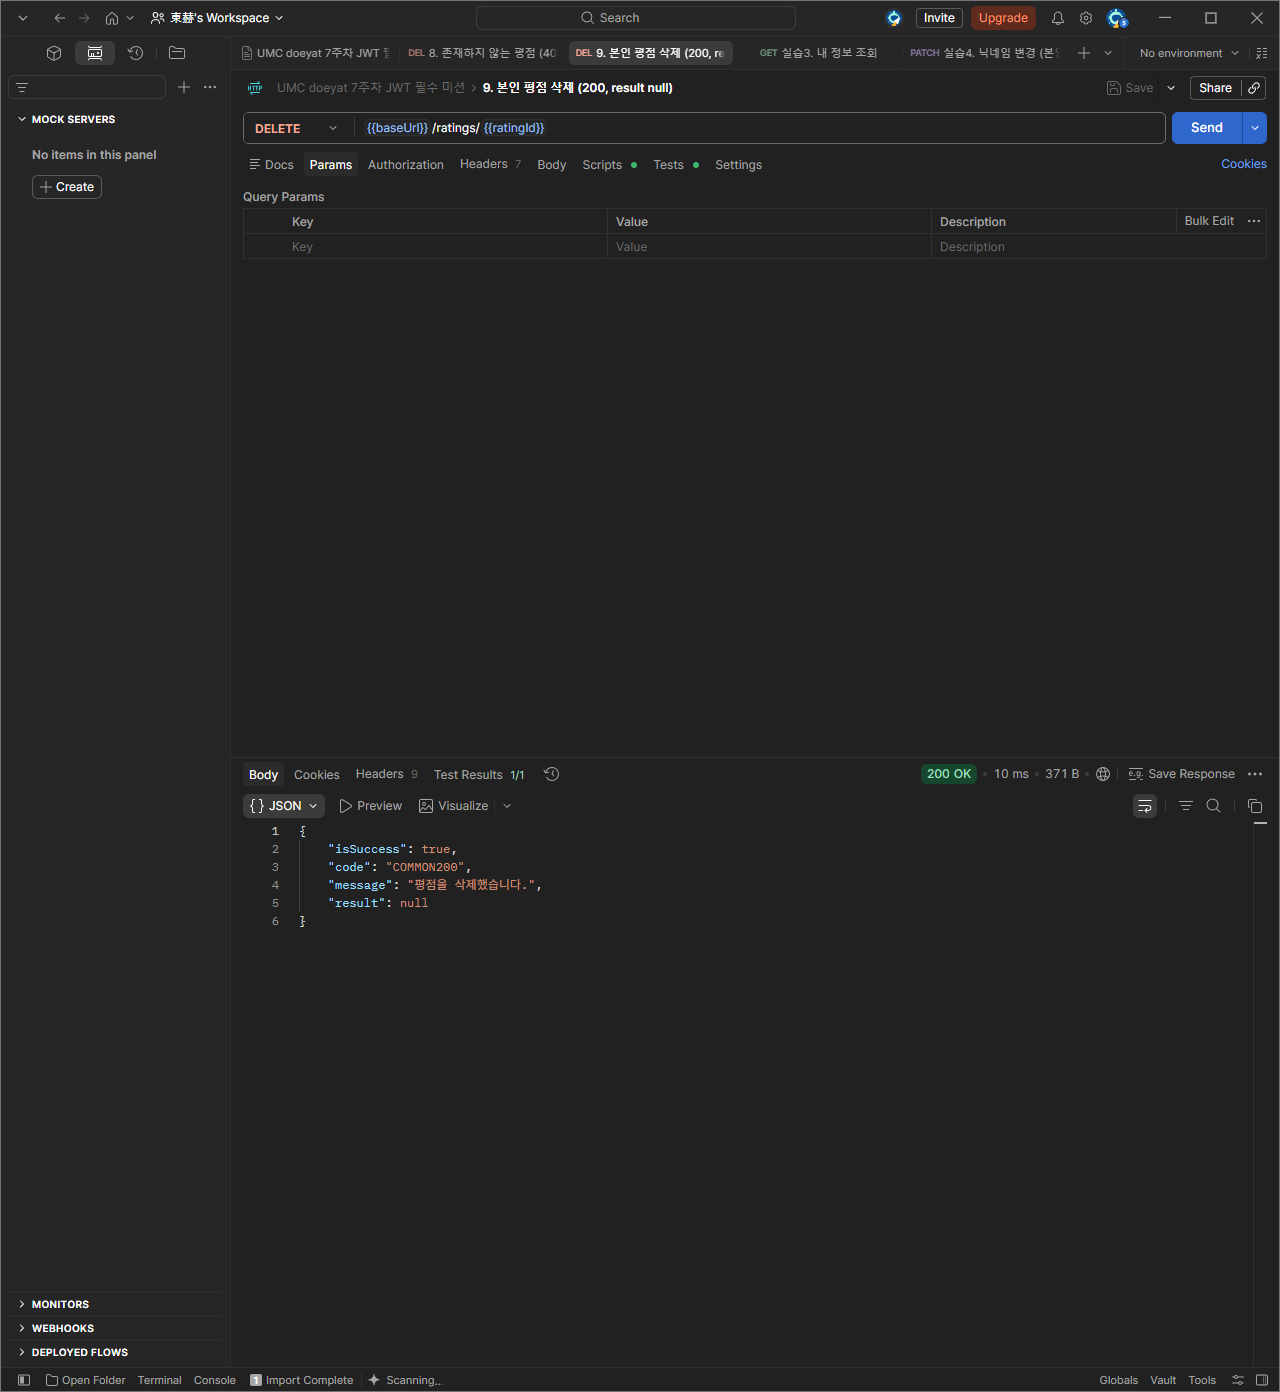 東赫's Workspace
Search
Invite
Upgrade
UMC doeyat 7주차 JWT
DEL 8. 존재하지 않는 평점 (40
DEL 9. 본인 평점 삭제 (200, re
GET 실습3. 내 정보 조회
PATCH 실습4. 닉네임 변경 (본
No environment
HTTP UMC doeyat 7주차 JWT 필수 미션 > 9. 본인 평점 삭제 (200, result null)
Save
Share
MOCK SERVERS
No items in this panel
Create
DELETE
{{baseUrl}} /ratings/ {{ratingId}}
Send
Docs
Params
Authorization
Headers 7
Body
Scripts
Tests
Settings
Cookies
Query Params
Key Value Description Bulk Edit
Key Value Description
Body
Cookies
Headers 9
Test Results 1/1
200 OK
10 ms
371 B
e.g. Save Response
{ } JSON
Preview
Visualize
1 {
2 "isSuccess": true,
3 "code": "COMMON200",
4 "message": "평점을 삭제했습니다.",
5 "result": null
6 }
MONITORS
WEBHOOKS
DEPLOYED FLOWS
Open Folder
Terminal
Console
1 Import Complete
Scanning...
Globals
Vault
Tools